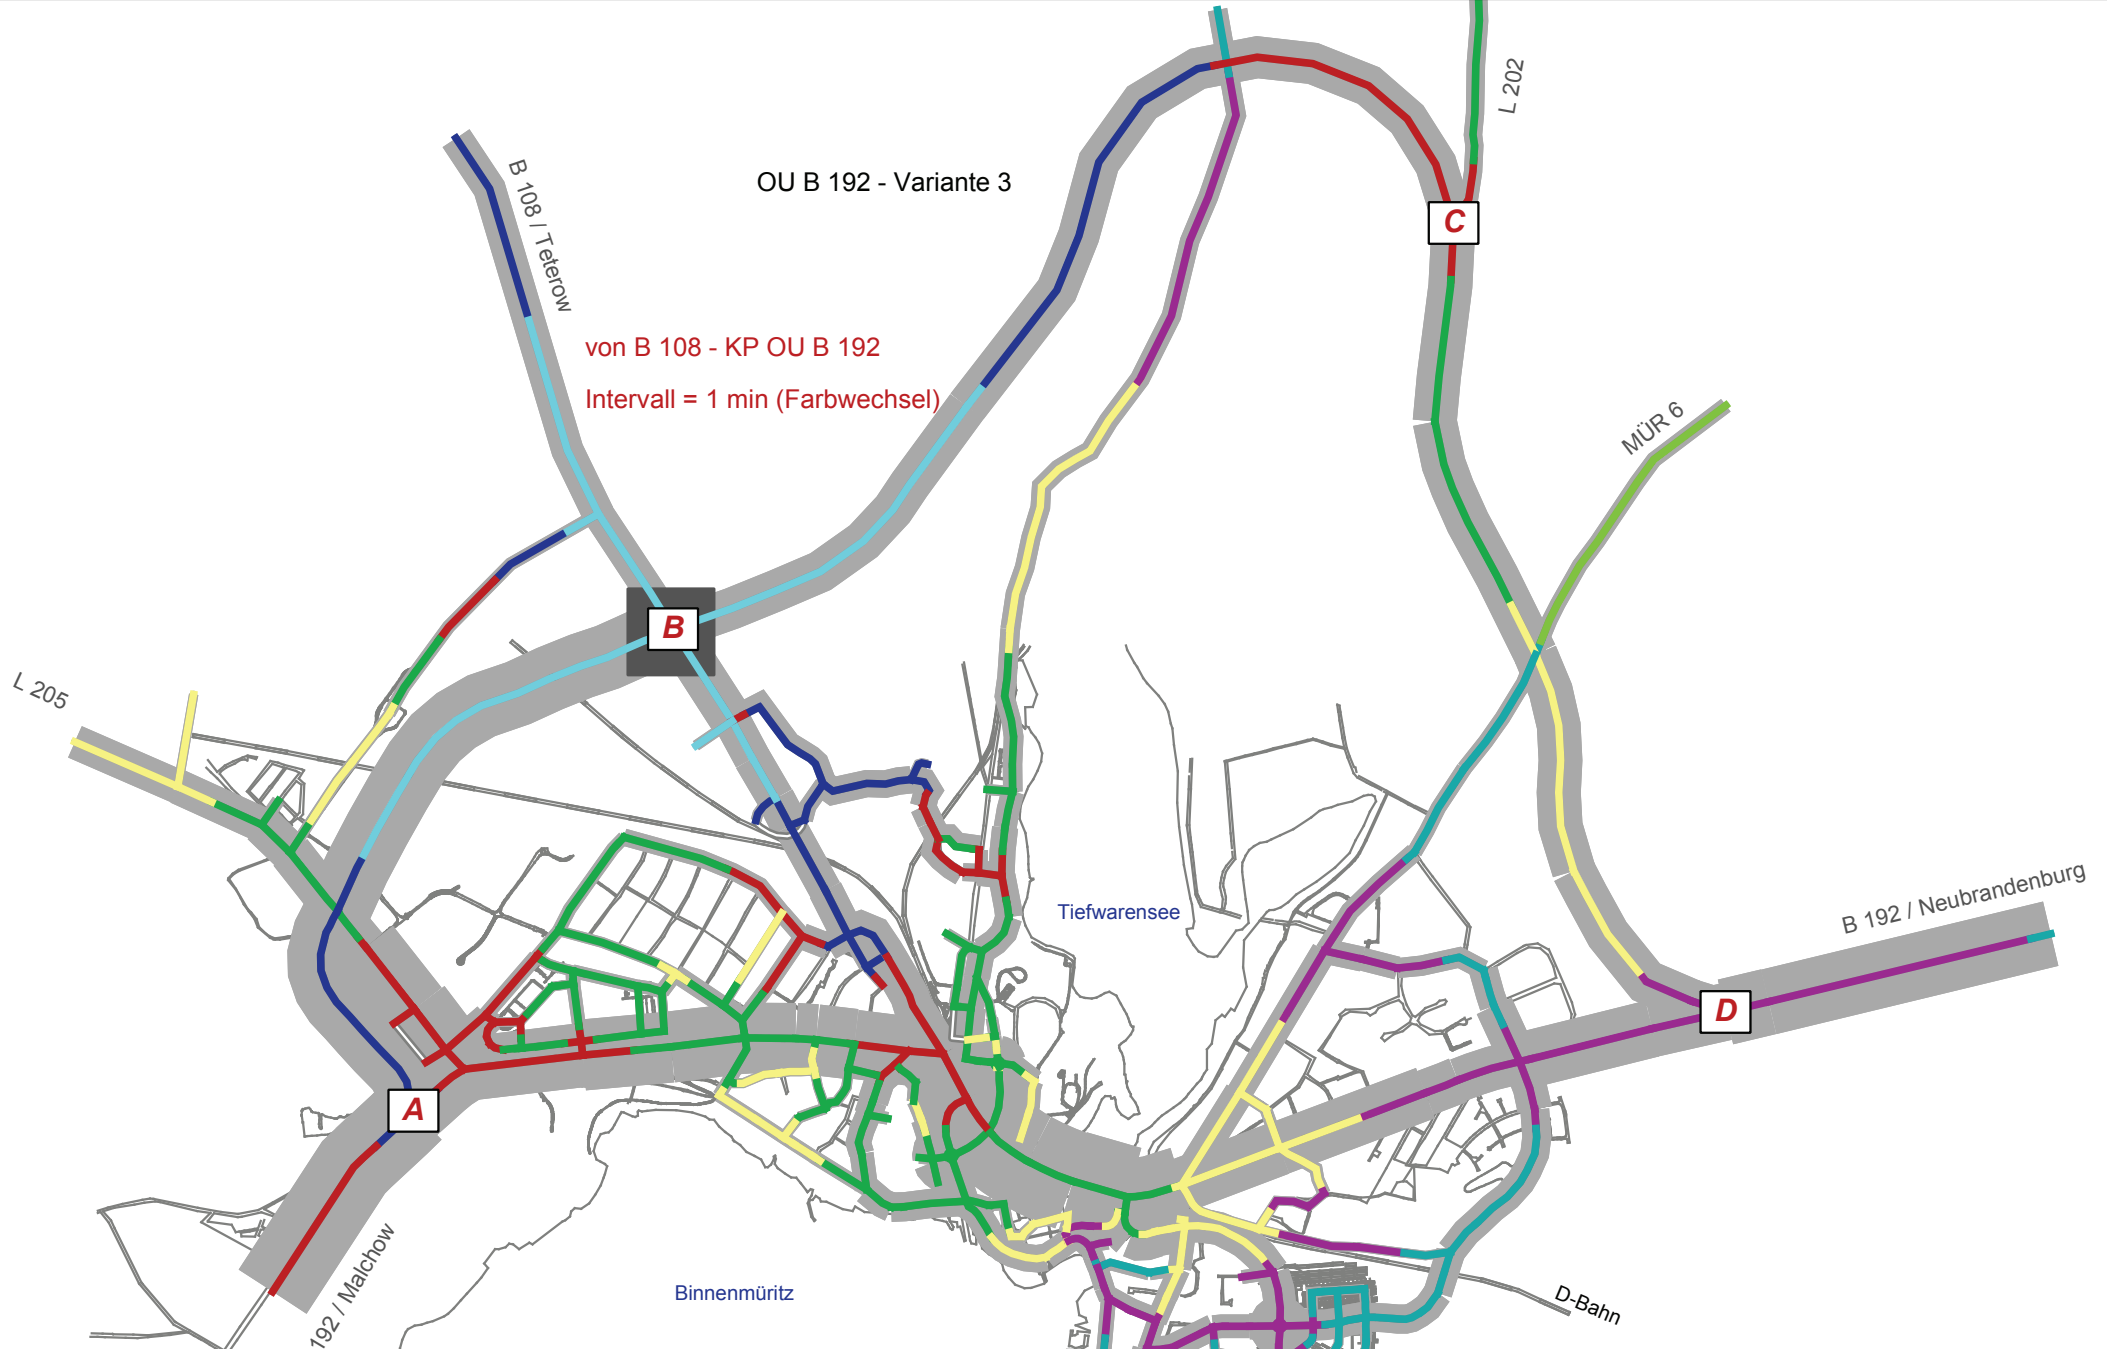 L 202
B 108 / Teterow
OU B 192 - Variante 3
C
von B 108 - KP OU B 192
Intervall = 1 min (Farbwechsel)
MÜR 6
B
L 205
Tiefwarensee
B 192 / Neubrandenburg
D
A
192 / Malchow
Binnenmüritz
D-Bahn